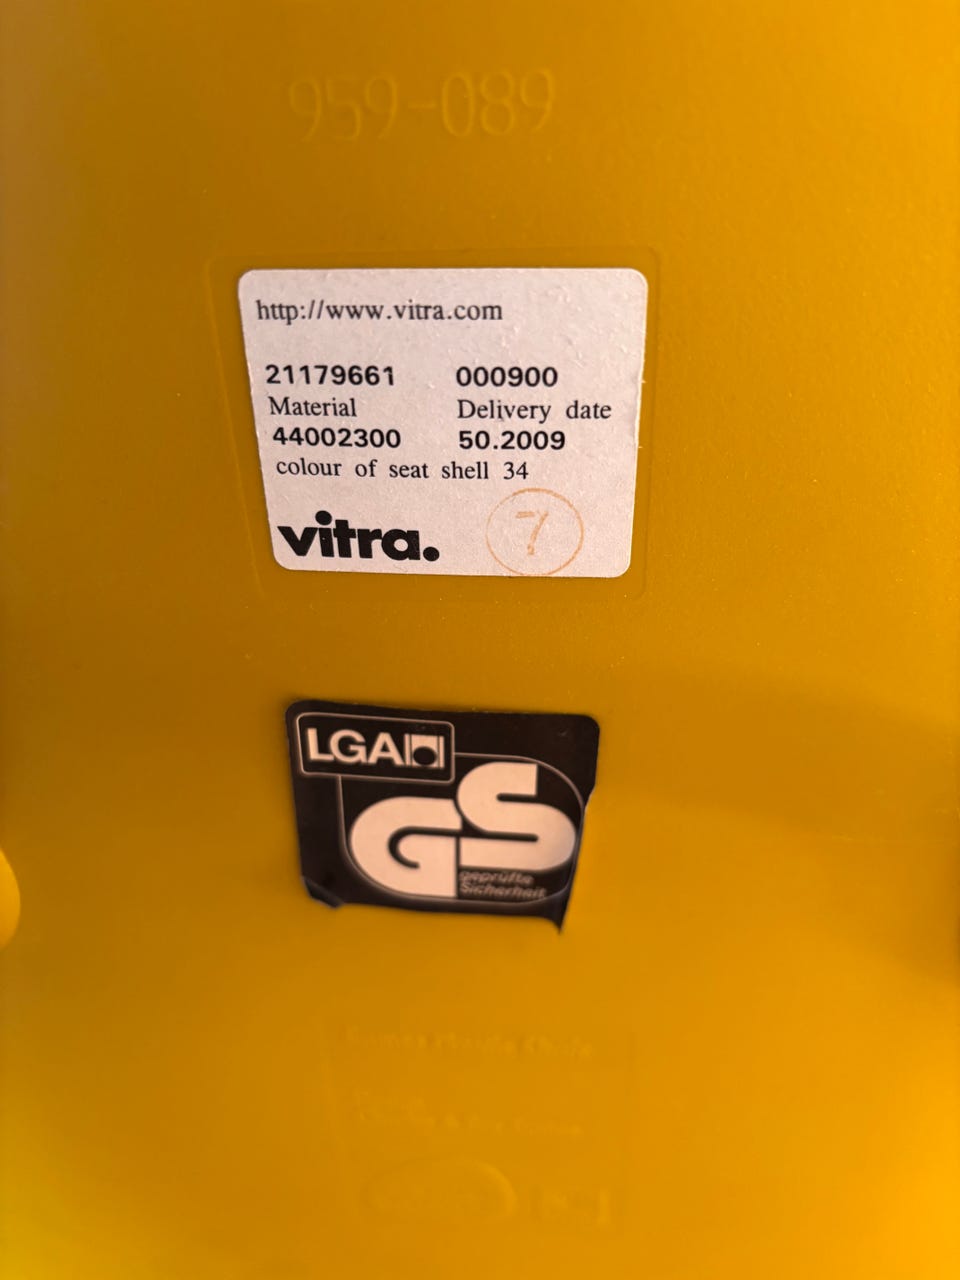 959-089
http://www.vitra.com
21179661 000900
Material Delivery date
44002300 50.2009
colour of seat shell 34
vitra. 7
LGA
GS
geprüfte
Sicherheit